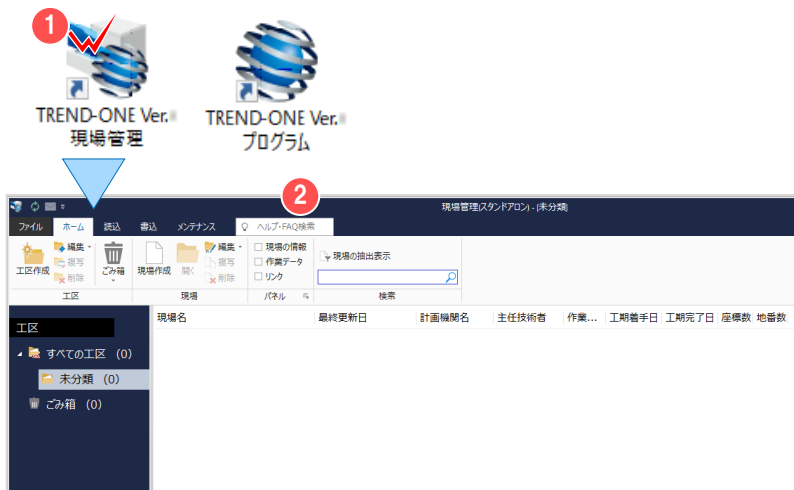 1
TREND-ONE Ver.
現場管理
TREND-ONE Ver.
プログラム
2
現場管理(スタンドアロン) - [未分類]
ファイル ホーム 読込 書込 メンテナンス ヘルプ・FAQ検索
工区作成 編集 複写 削除 ごみ箱 現場作成 開く 編集 複写 削除 現場の情報 作業データ リンク 現場の抽出表示
工区 現場 パネル 検索
工区
現場名 最終更新日 計画機関名 主任技術者 作業... 工期着手日 工期完了日 座標数 地番数
すべての工区 (0)
未分類 (0)
ごみ箱 (0)